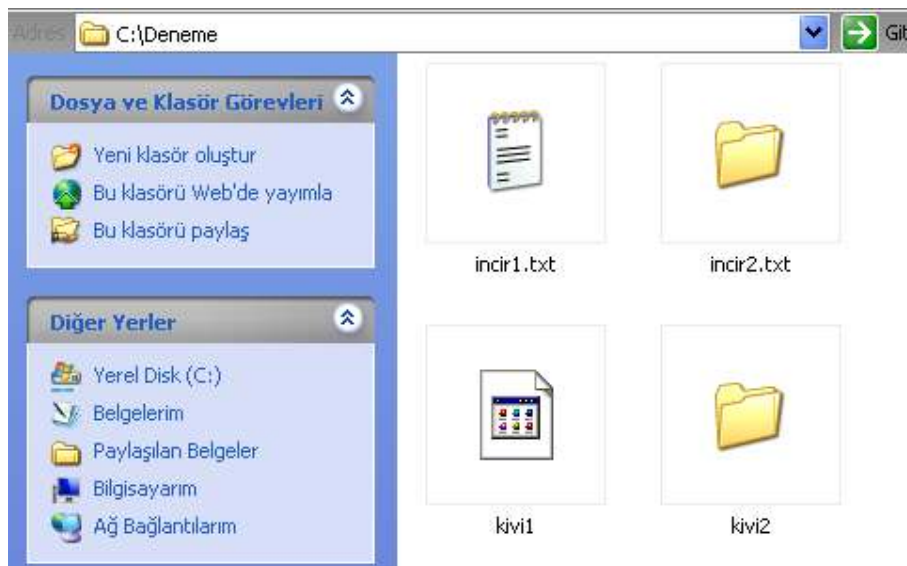 Adres C:\Deneme Git
Dosya ve Klasör Görevleri
Yeni klasör oluştur
Bu klasörü Web'de yayımla
Bu klasörü paylaş
Diğer Yerler
Yerel Disk (C:)
Belgelerim
Paylaşılan Belgeler
Bilgisayarım
Ağ Bağlantılarım
incir1.txt incir2.txt
kivi1 kivi2